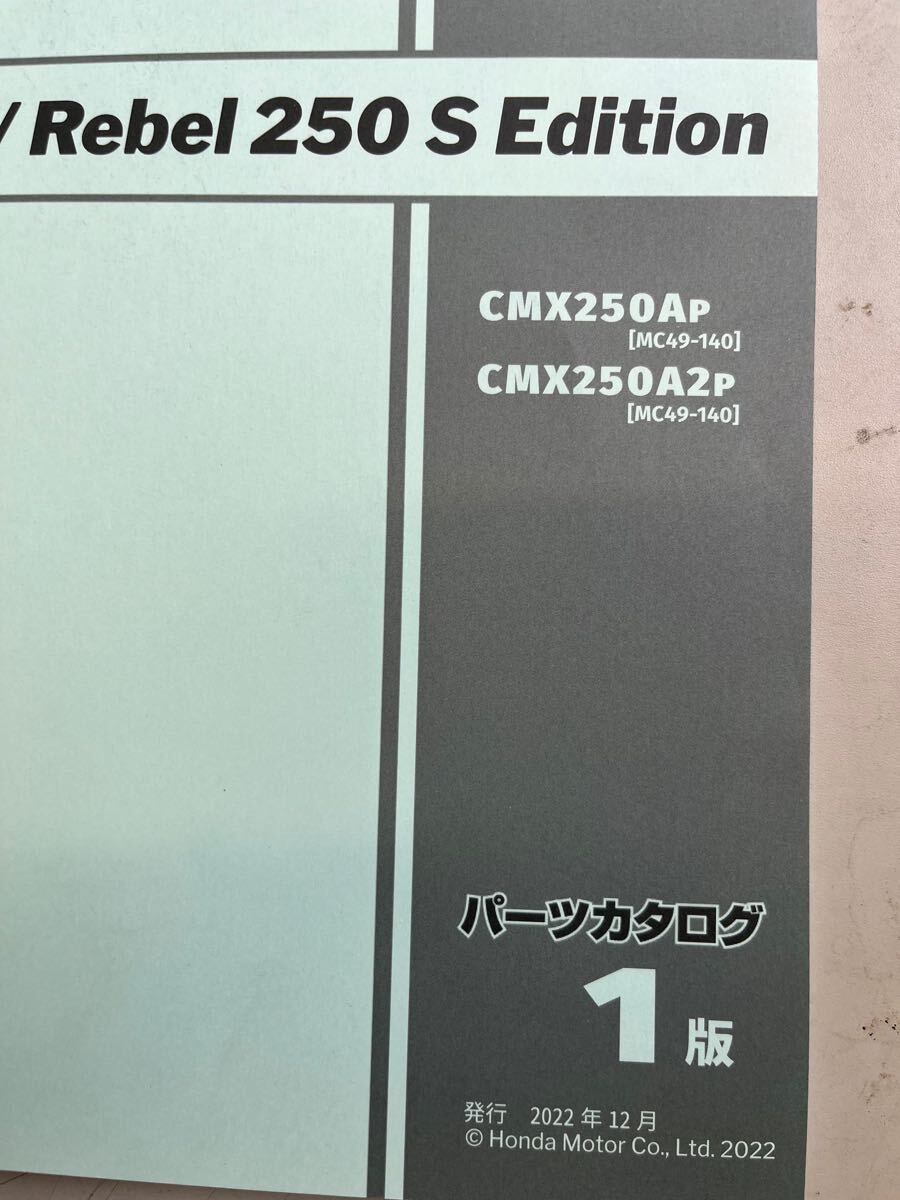 / Rebel 250 S Edition
CMX250AP
[MC49-140]
CMX250A2P
[MC49-140]
パーツカタログ
1版
発行 2022年12月
© Honda Motor Co., Ltd. 2022